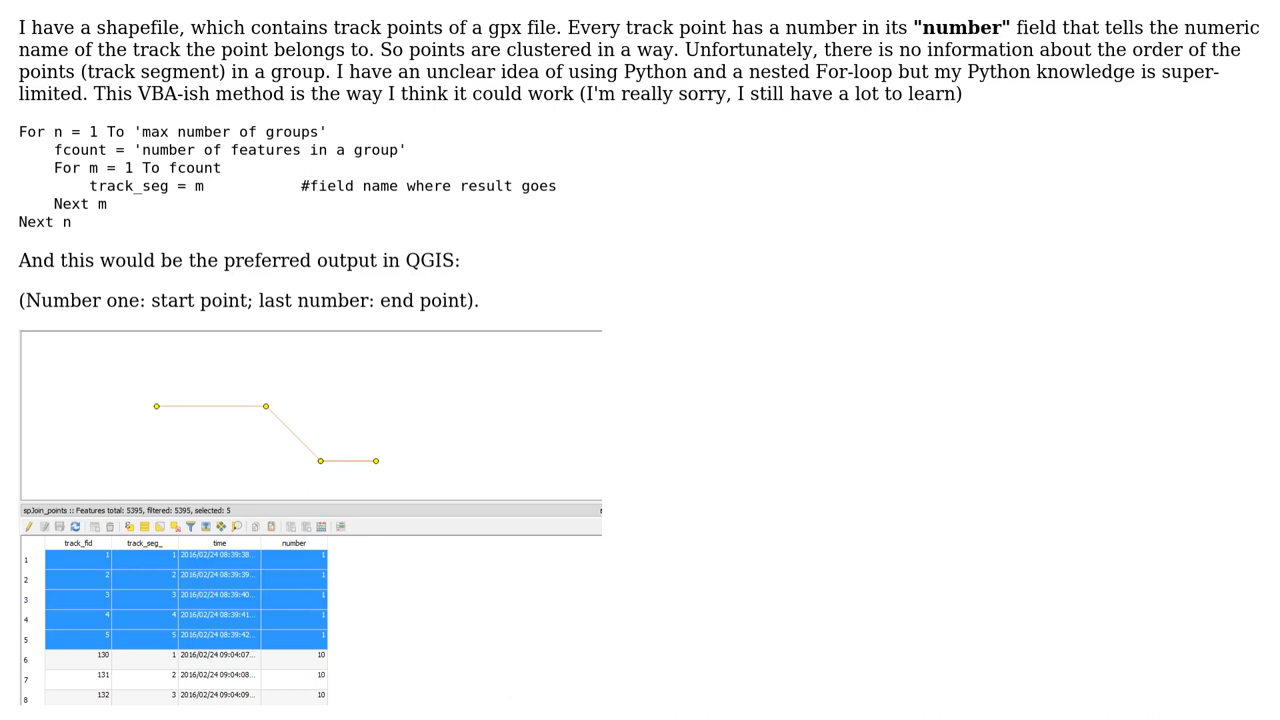 I have a shapefile, which contains track points of a gpx file. Every track point has a number in its "number" field that tells the numeric
name of the track the point belongs to. So points are clustered in a way. Unfortunately, there is no information about the order of the
points (track segment) in a group. I have an unclear idea of using Python and a nested For-loop but my Python knowledge is super-
limited. This VBA-ish method is the way I think it could work (I'm really sorry, I still have a lot to learn)
For n = 1 To 'max number of groups'
    fcount = 'number of features in a group'
    For m = 1 To fcount
        track_seg = m           #field name where result goes
    Next m
Next n
And this would be the preferred output in QGIS:
(Number one: start point; last number: end point).
spJoin_points :: Features total: 5395, filtered: 5395, selected: 5
track_fid track_seg_ time number
1 1 1 2016/02/24 08:39:38... 1
2 2 2 2016/02/24 08:39:39... 1
3 3 3 2016/02/24 08:39:40... 1
4 4 4 2016/02/24 08:39:41... 1
5 5 5 2016/02/24 08:39:42... 1
6 130 1 2016/02/24 09:04:07... 10
7 131 2 2016/02/24 09:04:08... 10
8 132 3 2016/02/24 09:04:09... 10